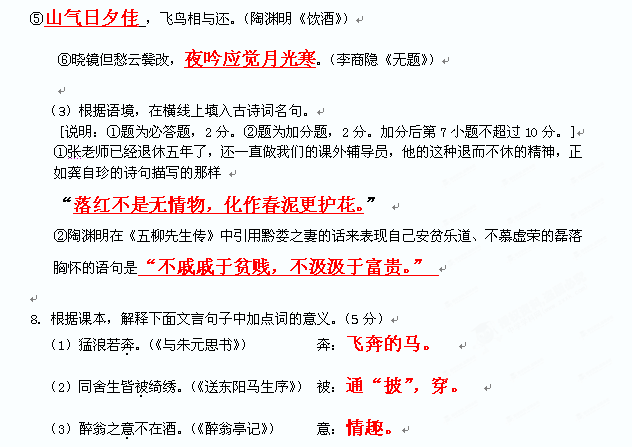 ⑤山气日夕佳，飞鸟相与还。（陶渊明《饮酒》）
⑥晓镜但愁云鬓改，夜吟应觉月光寒。（李商隐《无题》）
（3）根据语境，在横线上填入古诗词名句。
[说明：①题为必答题，2分。②题为加分题，2分。加分后第7小题不超过10分。]
①张老师已经退休五年了，还一直做我们的课外辅导员，他的这种退而不休的精神，正
如龚自珍的诗句描写的那样
“落红不是无情物，化作春泥更护花。”
②陶渊明在《五柳先生传》中引用黔娄之妻的话来表现自己安贫乐道、不慕虚荣的磊落
胸怀的语句是“不戚戚于贫贱，不汲汲于富贵。”
8. 根据课本，解释下面文言句子中加点词的意义。（5分）
（1）猛浪若奔。（《与朱元思书》） 奔：飞奔的马。
（2）同舍生皆被绮绣。（《送东阳马生序》） 被：通“披”，穿。
（3）醉翁之意不在酒。（《醉翁亭记》） 意：情趣。